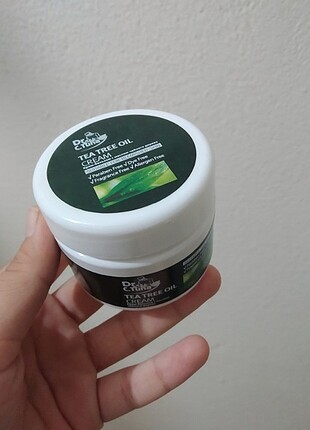 Dr.
C.Tuna
TEA TREE OIL
CREAM
√ Paraben Free √ Dye Free
√ Fragrance Free √ Allergen Free
Dr.
C.Tuna
TEA TREE OIL
CREAM